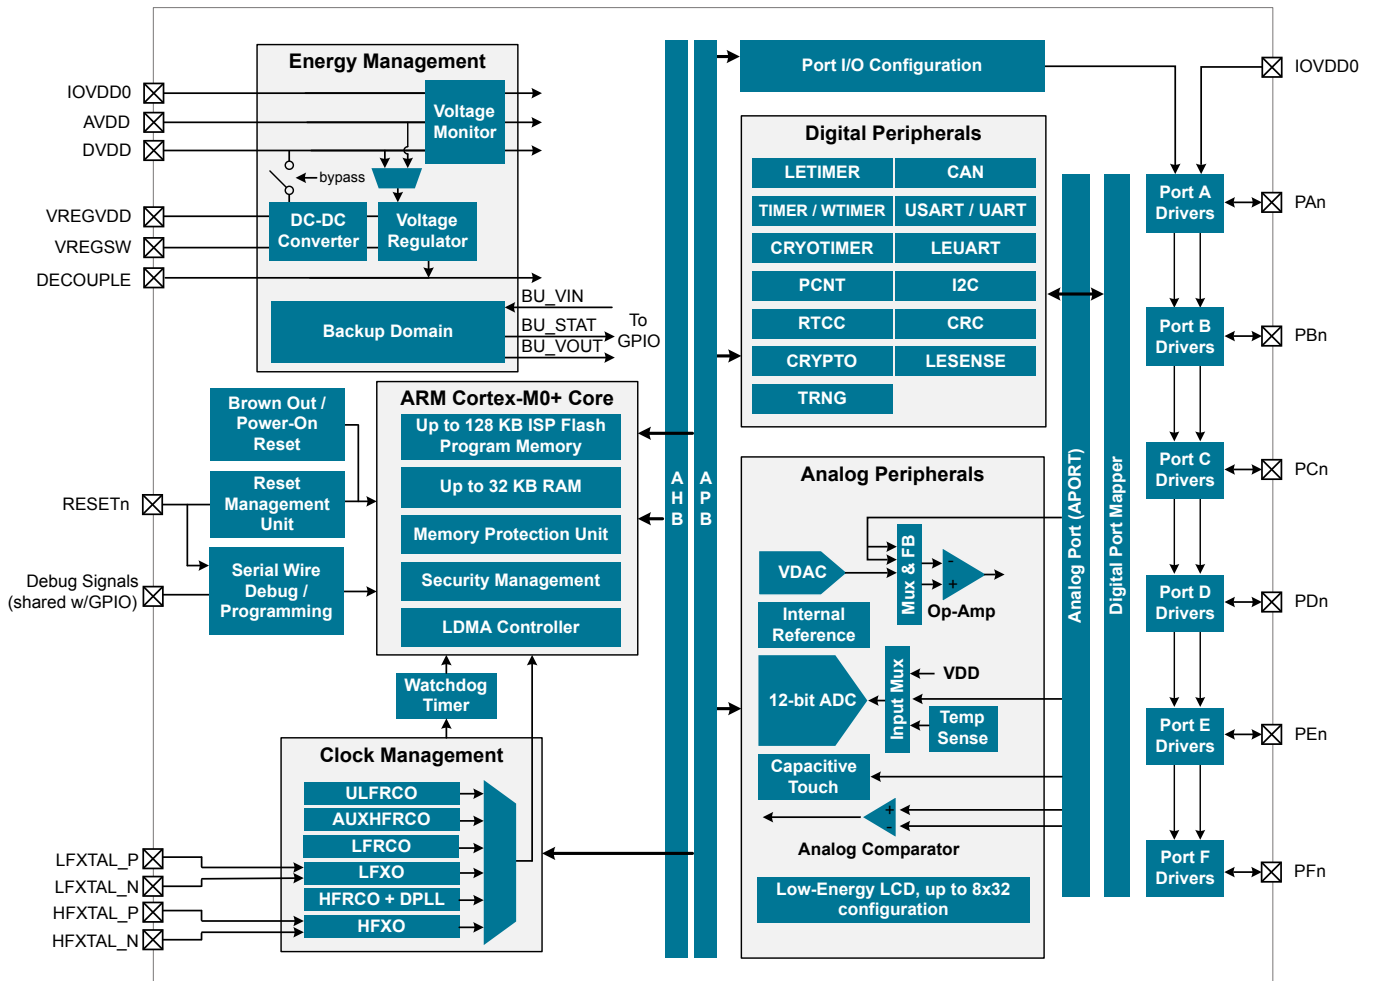 Energy Management
IOVDD0
AVDD
DVDD
Voltage
Monitor
bypass
VREGVDD
VREGSW
DECOUPLE
DC-DC
Converter
Voltage
Regulator
Backup Domain
BU_VIN
BU_STAT
BU_VOUT
To
GPIO
Brown Out /
Power-On
Reset
Reset
Management
Unit
RESETn
Serial Wire
Debug /
Programming
Debug Signals
(shared w/GPIO)
ARM Cortex-M0+ Core
Up to 128 KB ISP Flash
Program Memory
Up to 32 KB RAM
Memory Protection Unit
Security Management
LDMA Controller
Watchdog
Timer
Clock Management
ULFRCO
AUXHFRCO
LFRCO
LFXO
HFRCO + DPLL
HFXO
LFXTAL_P
LFXTAL_N
HFXTAL_P
HFXTAL_N
A
H
B
A
P
B
Port I/O Configuration
Digital Peripherals
LETIMER
CAN
TIMER / WTIMER
USART / UART
CRYOTIMER
LEUART
PCNT
I2C
RTCC
CRC
CRYPTO
LESENSE
TRNG
Analog Peripherals
VDAC
Mux & FB
-
+
Op-Amp
Internal
Reference
12-bit ADC
Input Mux
VDD
Temp
Sense
Capacitive
Touch
+
-
Analog Comparator
Low-Energy LCD, up to 8x32
configuration
Analog Port (APORT)
Digital Port Mapper
IOVDD0
Port A
Drivers
PAn
Port B
Drivers
PBn
Port C
Drivers
PCn
Port D
Drivers
PDn
Port E
Drivers
PEn
Port F
Drivers
PFn